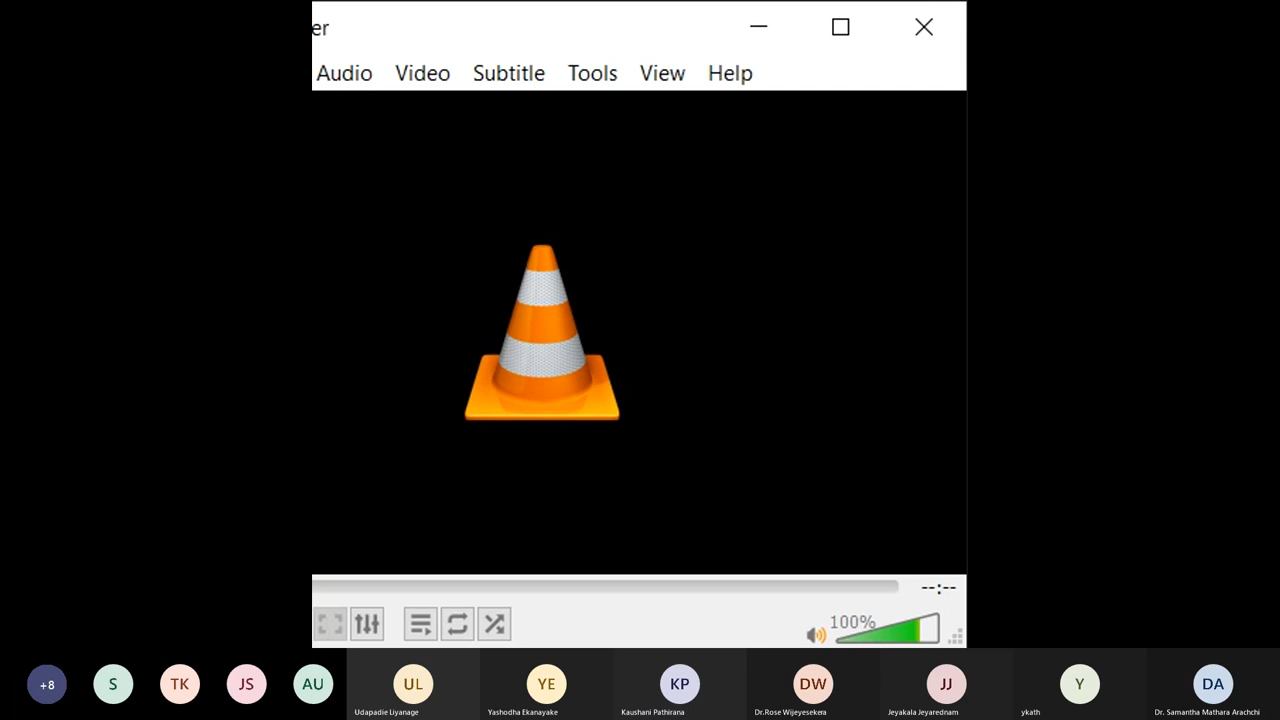 er
Audio Video Subtitle Tools View Help
--:--
100%
+8 S TK JS AU UL YE KP DW JJ Y DA
Udapadie Liyanage Yashodha Ekanayake Kaushani Pathirana Dr.Rose Wijeyesekera Jeyakala Jeyarednam ykath Dr. Samantha Mathara Arachchi